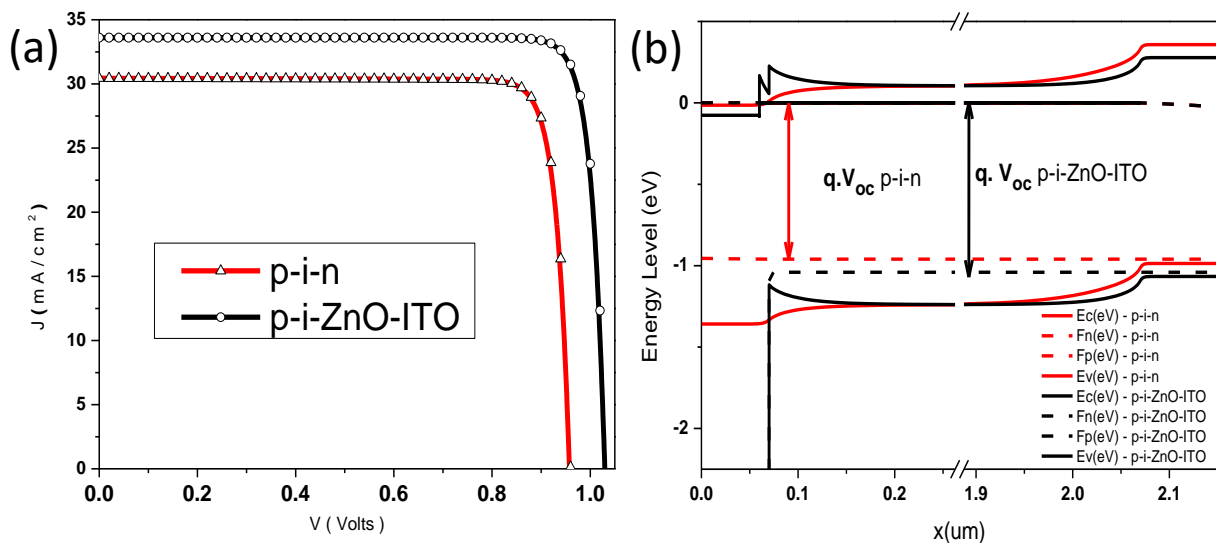 (a)
35
30
25
20
15
10
5
0
J ( m A / c m ² )
p-i-n
p-i-ZnO-ITO
0.0
0.2
0.4
0.6
0.8
1.0
V ( Volts )
(b)
0
-1
-2
Energy Level (eV)
q.Voc p-i-n
q. Voc p-i-ZnO-ITO
Ec(eV) - p-i-n
Fn(eV) - p-i-n
Fp(eV) - p-i-n
Ev(eV) - p-i-n
Ec(eV) - p-i-ZnO-ITO
Fn(eV) - p-i-ZnO-ITO
Fp(eV) - p-i-ZnO-ITO
Ev(eV) - p-i-ZnO-ITO
0.0
0.1
0.2
1.9
2.0
2.1
x(um)